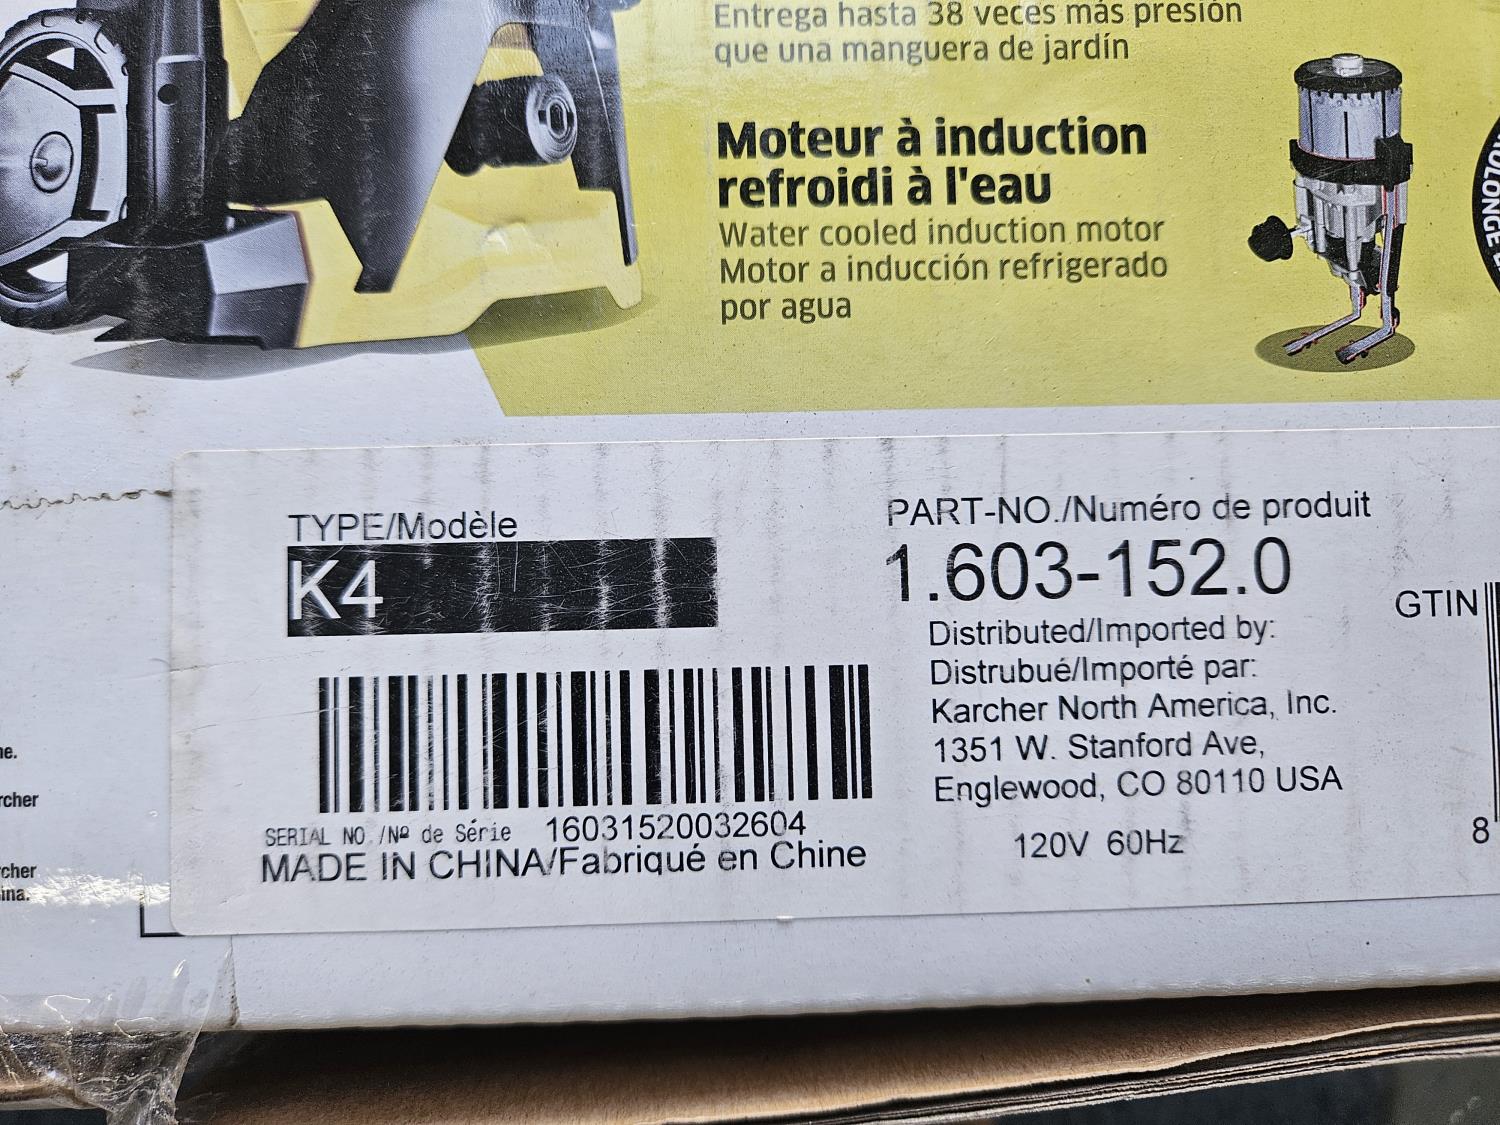 Entrega hasta 38 veces más presión
que una manguera de jardín
Moteur à induction
refroidi à l'eau
Water cooled induction motor
Motor a inducción refrigerado
por agua
TYPE/Modèle
K4
PART-NO./Numéro de produit
1.603-152.0
Distributed/Imported by:
Distrubué/Importé par:
Karcher North America, Inc.
1351 W. Stanford Ave,
Englewood, CO 80110 USA
120V 60Hz
GTIN
8
SERIAL NO./Nº de Série 16031520032604
MADE IN CHINA/Fabriqué en Chine